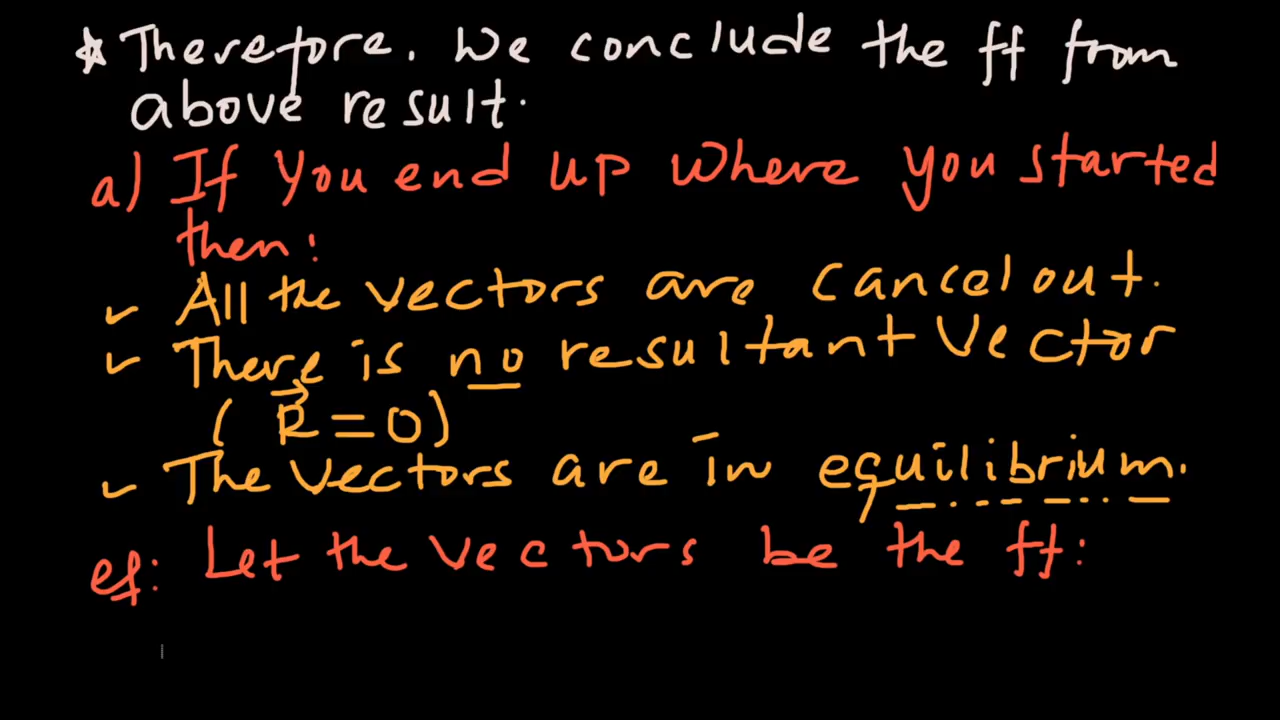 * Therefore. We conclude the ff from
above result.
a) If you end up where you started
then:
✓ All the vectors are cancel out.
✓ There is no resultant vector
( R⃗ = 0 )
✓ The vectors are in equilibrium.
eg: Let the vectors be the ff: